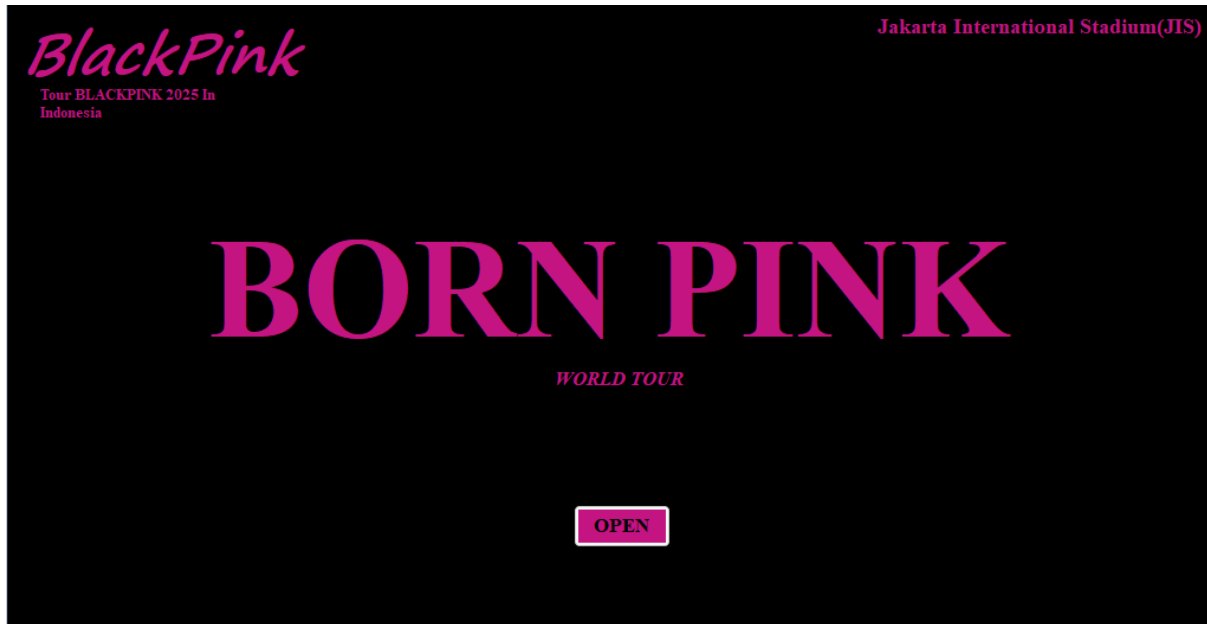 BlackPink
Tour BLACKPINK 2025 In
Indonesia
Jakarta International Stadium(JIS)
BORN PINK
WORLD TOUR
OPEN